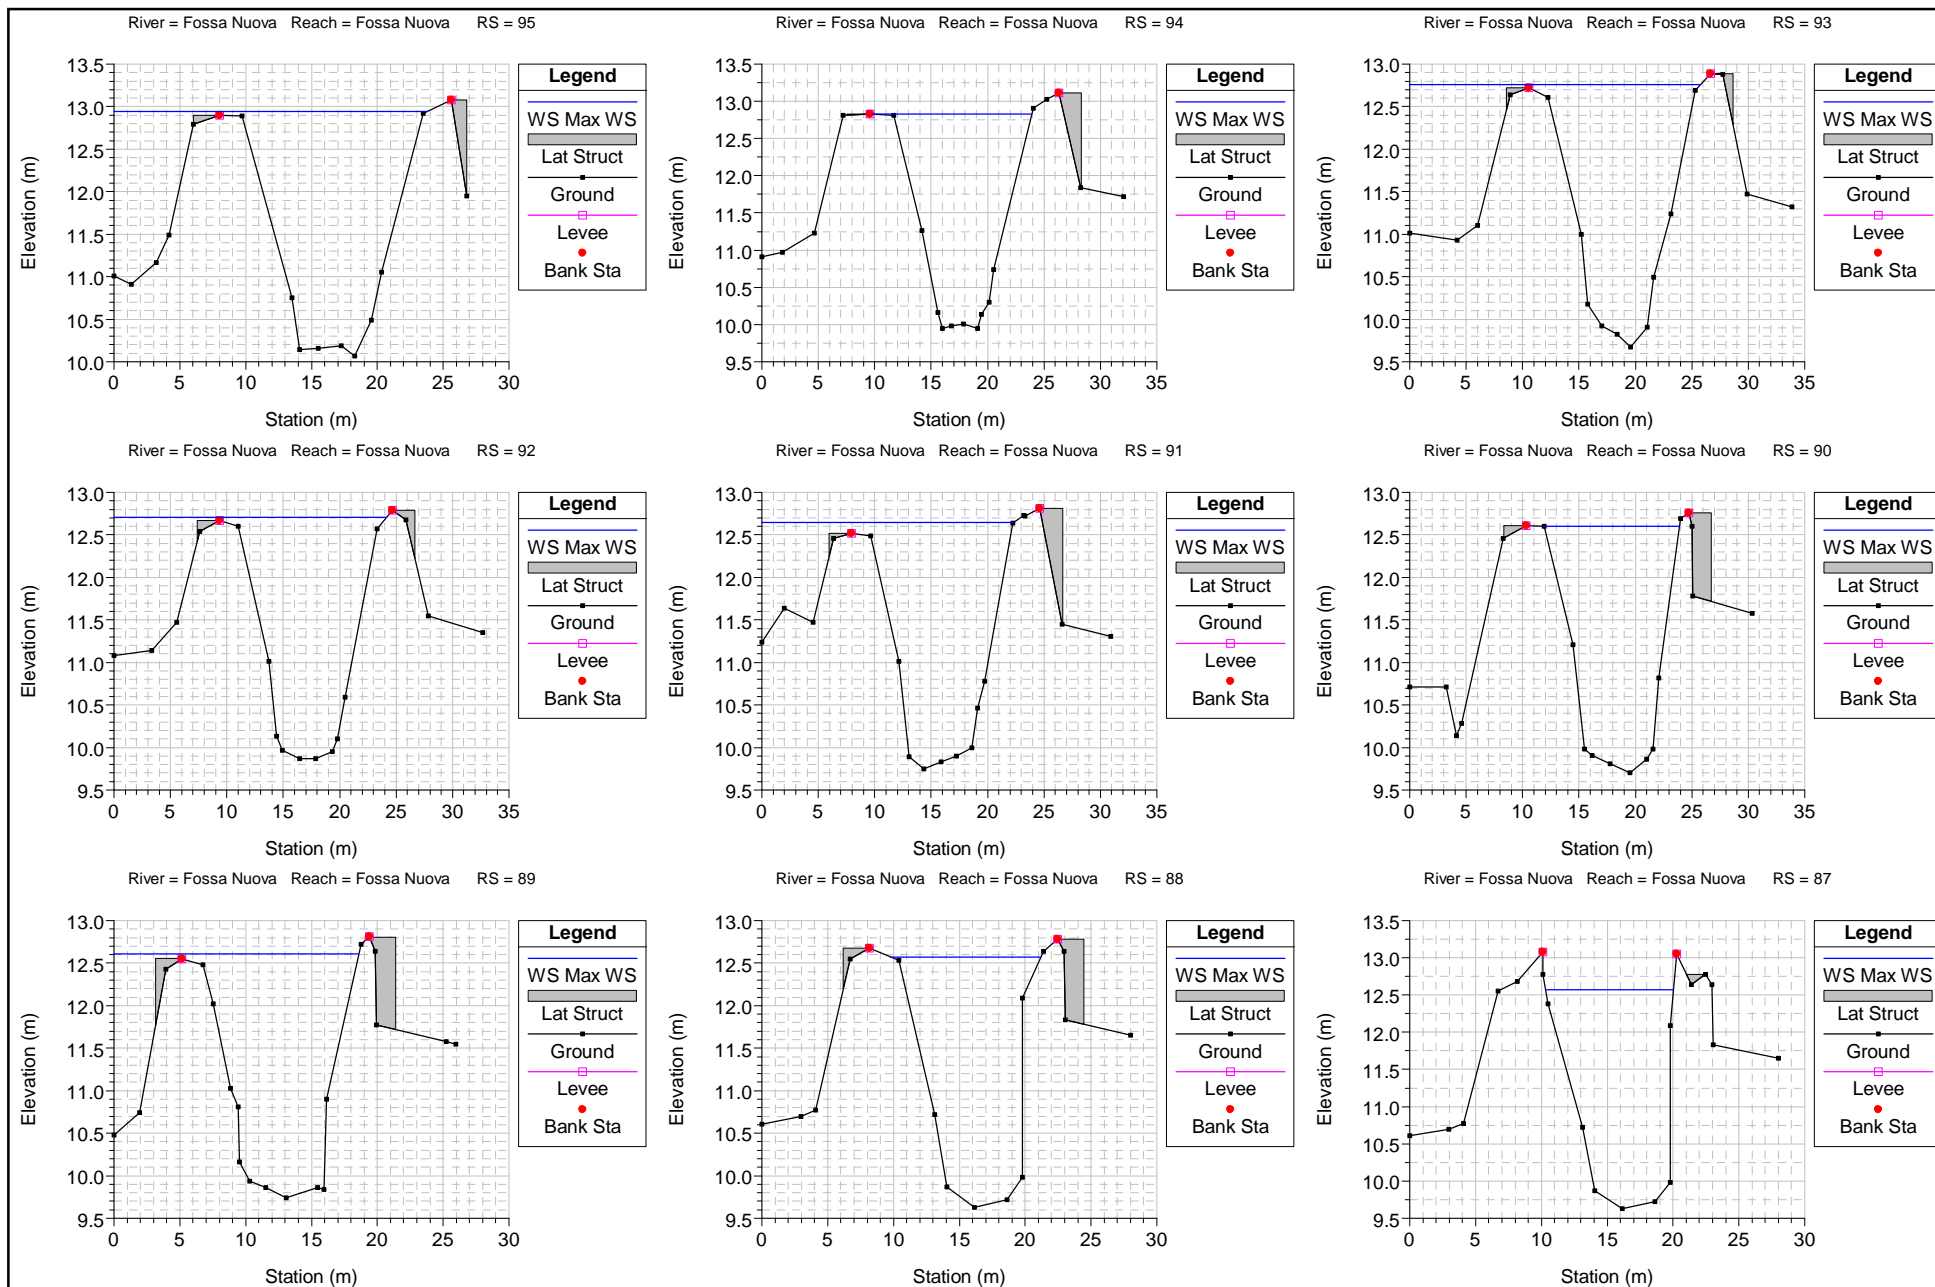 River = Fossa Nuova   Reach = Fossa Nuova   RS = 95
13.5
13.0
12.5
12.0
11.5
11.0
10.5
10.0
0 5 10 15 20 25 30
Elevation (m)
Station (m)
Legend
WS Max WS
Lat Struct
Ground
Levee
Bank Sta
River = Fossa Nuova   Reach = Fossa Nuova   RS = 94
13.5
13.0
12.5
12.0
11.5
11.0
10.5
10.0
9.5
0 5 10 15 20 25 30 35
Elevation (m)
Station (m)
Legend
WS Max WS
Lat Struct
Ground
Levee
Bank Sta
River = Fossa Nuova   Reach = Fossa Nuova   RS = 93
13.0
12.5
12.0
11.5
11.0
10.5
10.0
9.5
0 5 10 15 20 25 30 35
Elevation (m)
Station (m)
Legend
WS Max WS
Lat Struct
Ground
Levee
Bank Sta
River = Fossa Nuova   Reach = Fossa Nuova   RS = 92
13.0
12.5
12.0
11.5
11.0
10.5
10.0
9.5
0 5 10 15 20 25 30 35
Elevation (m)
Station (m)
Legend
WS Max WS
Lat Struct
Ground
Levee
Bank Sta
River = Fossa Nuova   Reach = Fossa Nuova   RS = 91
13.0
12.5
12.0
11.5
11.0
10.5
10.0
9.5
0 5 10 15 20 25 30 35
Elevation (m)
Station (m)
Legend
WS Max WS
Lat Struct
Ground
Levee
Bank Sta
River = Fossa Nuova   Reach = Fossa Nuova   RS = 90
13.0
12.5
12.0
11.5
11.0
10.5
10.0
9.5
0 5 10 15 20 25 30 35
Elevation (m)
Station (m)
Legend
WS Max WS
Lat Struct
Ground
Levee
Bank Sta
River = Fossa Nuova   Reach = Fossa Nuova   RS = 89
13.0
12.5
12.0
11.5
11.0
10.5
10.0
9.5
0 5 10 15 20 25 30
Elevation (m)
Station (m)
Legend
WS Max WS
Lat Struct
Ground
Levee
Bank Sta
River = Fossa Nuova   Reach = Fossa Nuova   RS = 88
13.0
12.5
12.0
11.5
11.0
10.5
10.0
9.5
0 5 10 15 20 25 30
Elevation (m)
Station (m)
Legend
WS Max WS
Lat Struct
Ground
Levee
Bank Sta
River = Fossa Nuova   Reach = Fossa Nuova   RS = 87
13.5
13.0
12.5
12.0
11.5
11.0
10.5
10.0
9.5
0 5 10 15 20 25 30
Elevation (m)
Station (m)
Legend
WS Max WS
Lat Struct
Ground
Levee
Bank Sta